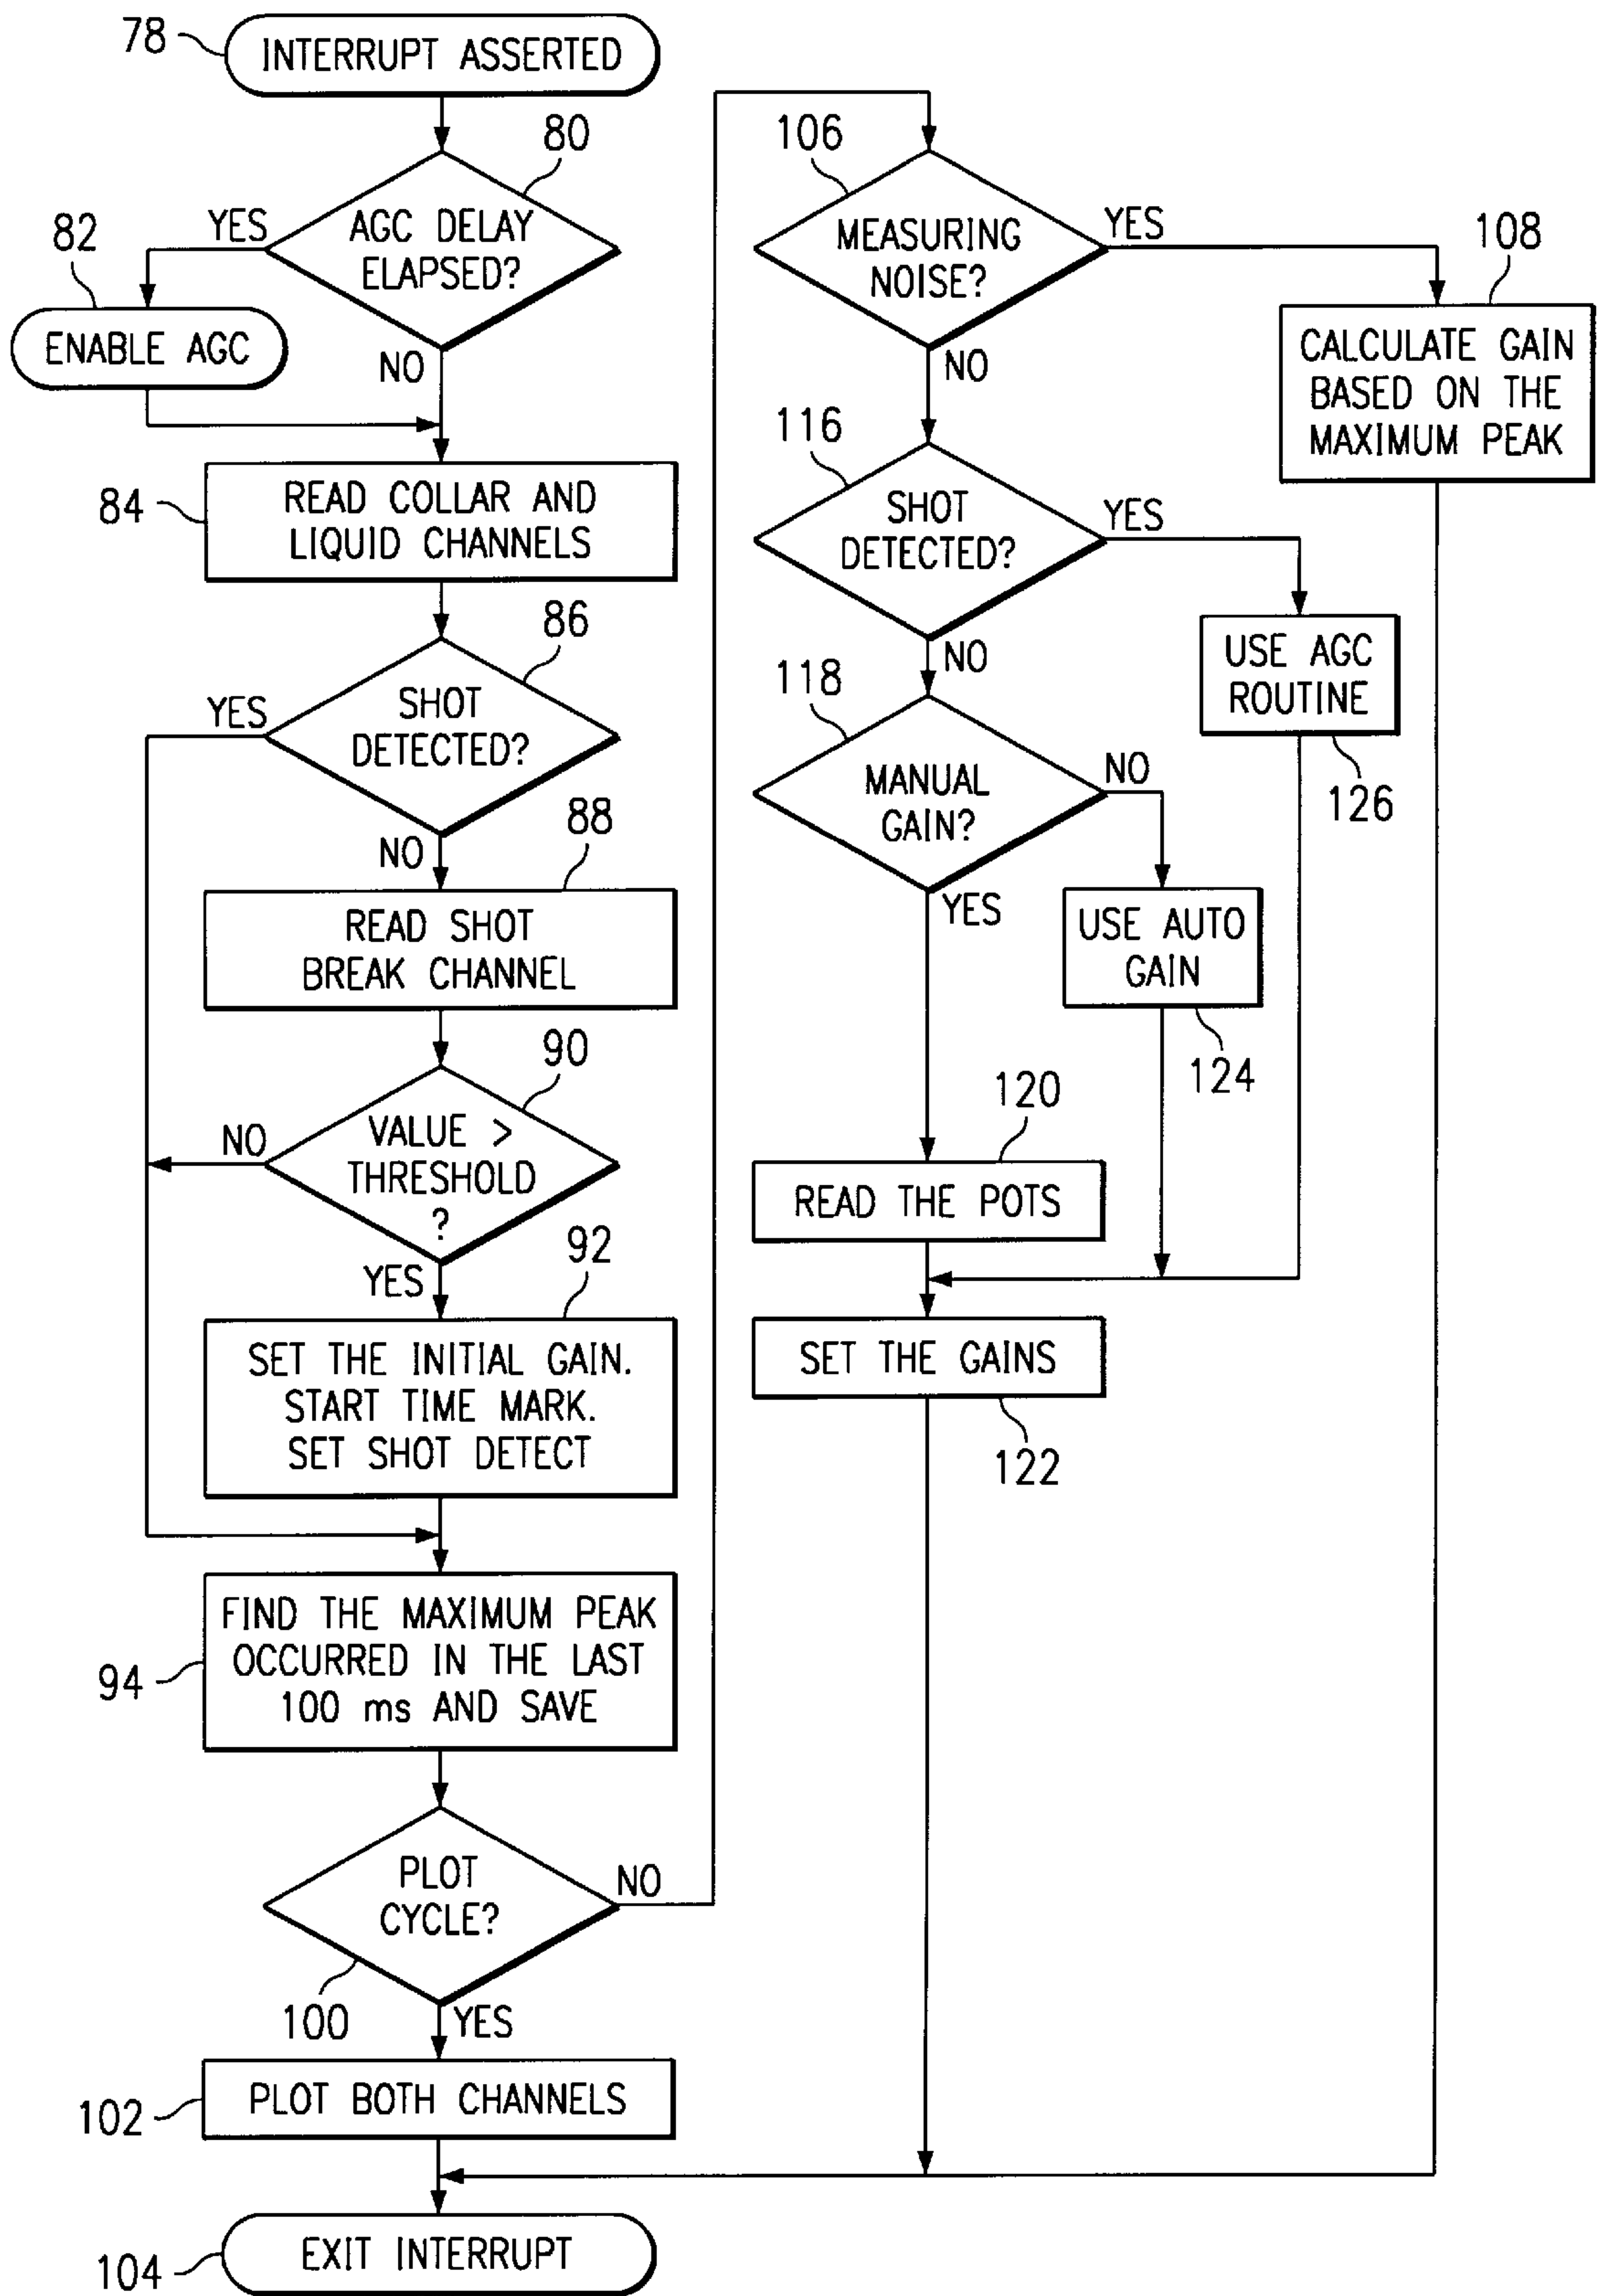 78
INTERRUPT ASSERTED
80
AGC DELAY
ELAPSED?
YES
NO
82
ENABLE AGC
84
READ COLLAR AND
LIQUID CHANNELS
86
SHOT
DETECTED?
YES
NO
88
READ SHOT
BREAK CHANNEL
90
VALUE >
THRESHOLD
?
NO
YES
92
SET THE INITIAL GAIN.
START TIME MARK.
SET SHOT DETECT
94
FIND THE MAXIMUM PEAK
OCCURRED IN THE LAST
100 ms AND SAVE
PLOT
CYCLE?
NO
100
YES
102
PLOT BOTH CHANNELS
104
EXIT INTERRUPT
106
MEASURING
NOISE?
YES
NO
108
CALCULATE GAIN
BASED ON THE
MAXIMUM PEAK
116
SHOT
DETECTED?
YES
NO
USE AGC
ROUTINE
126
118
MANUAL
GAIN?
NO
YES
USE AUTO
GAIN
124
120
READ THE POTS
SET THE GAINS
122